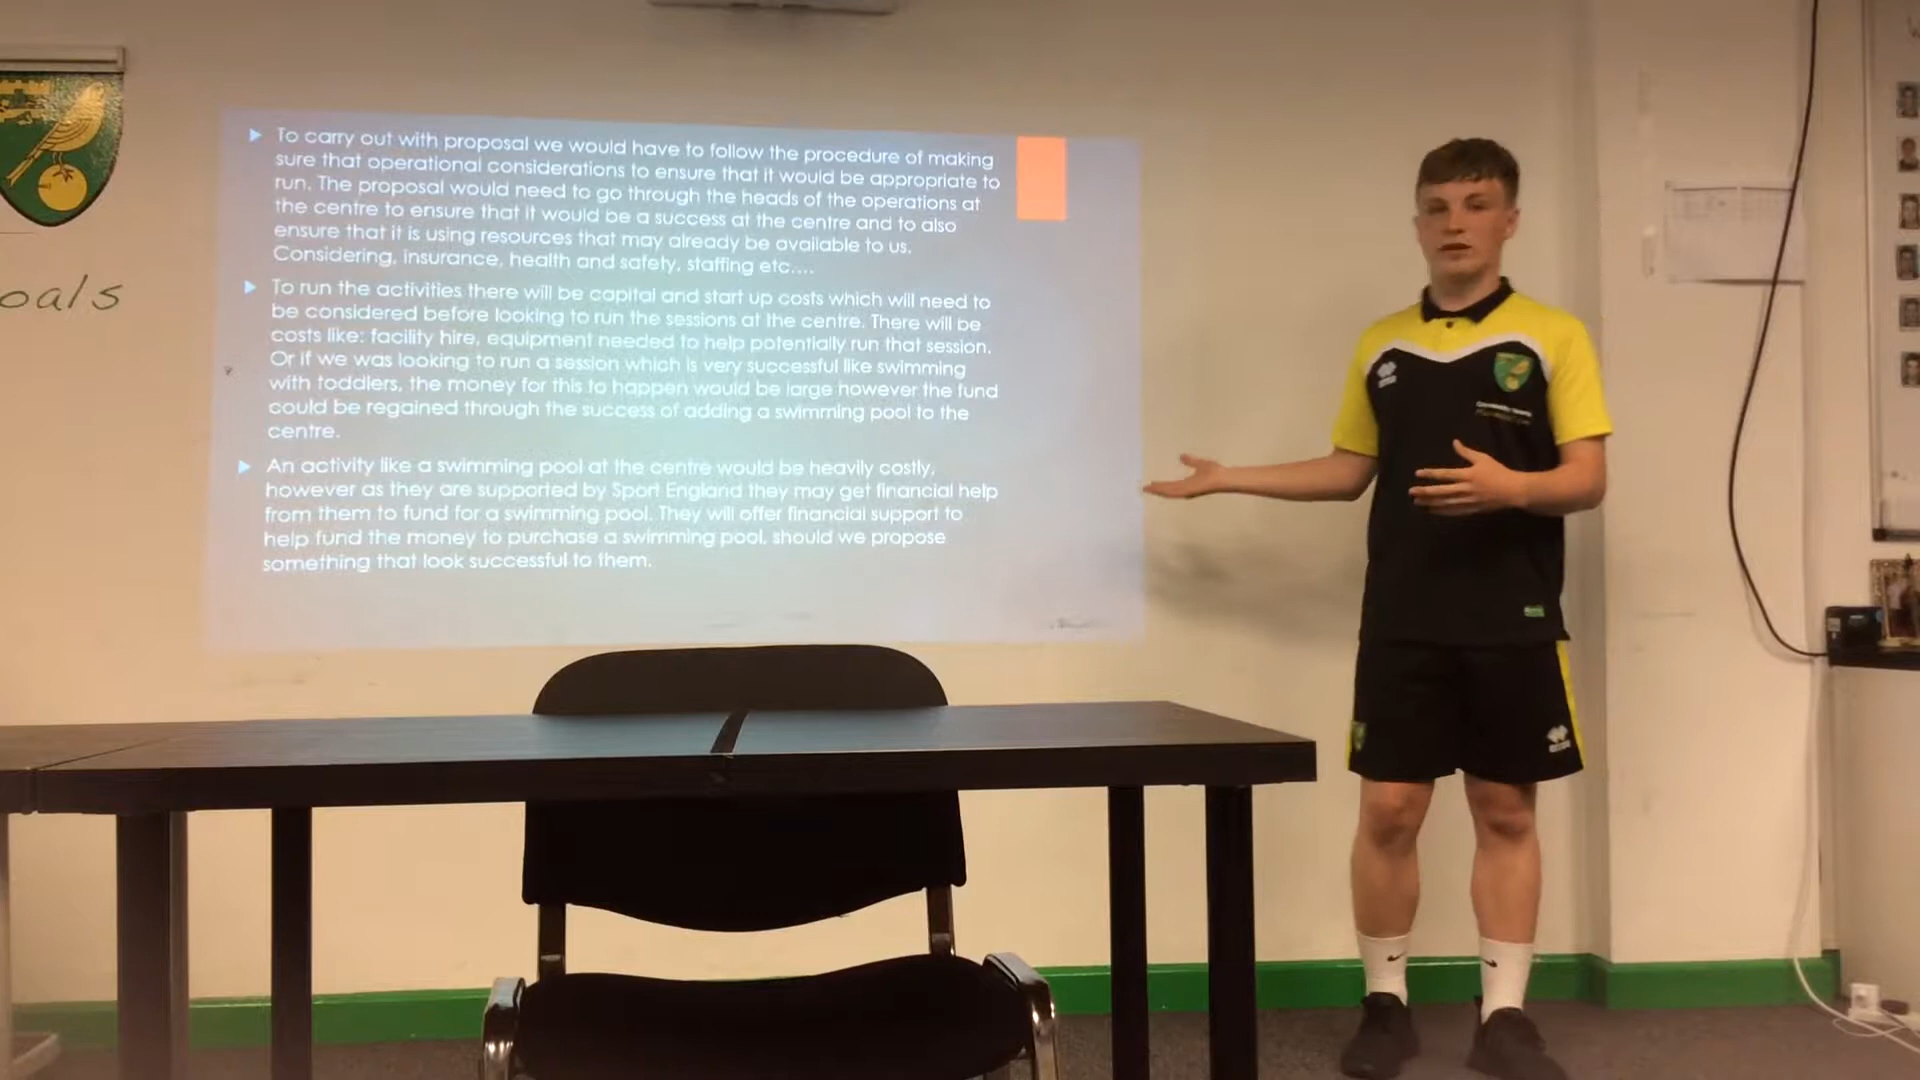 To carry out with proposal we would have to follow the procedure of making
sure that operational considerations to ensure that it would be appropriate to
run. The proposal would need to go through the heads of the operations at
the centre to ensure that it would be a success at the centre and to also
ensure that it is using resources that may already be available to us.
Considering, insurance, health and safety, staffing etc....
To run the activities there will be capital and start up costs which will need to
be considered before looking to run the sessions at the centre. There will be
costs like: facility hire, equipment needed to help potentially run that session.
Or if we was looking to run a session which is very successful like swimming
with toddlers, the money for this to happen would be large however the fund
could be regained through the success of adding a swimming pool to the
centre.
An activity like a swimming pool at the centre would be heavily costly,
however as they are supported by Sport England they may get financial help
from them to fund for a swimming pool. They will offer financial support to
help fund the money to purchase a swimming pool, should we propose
something that look successful to them.
oals